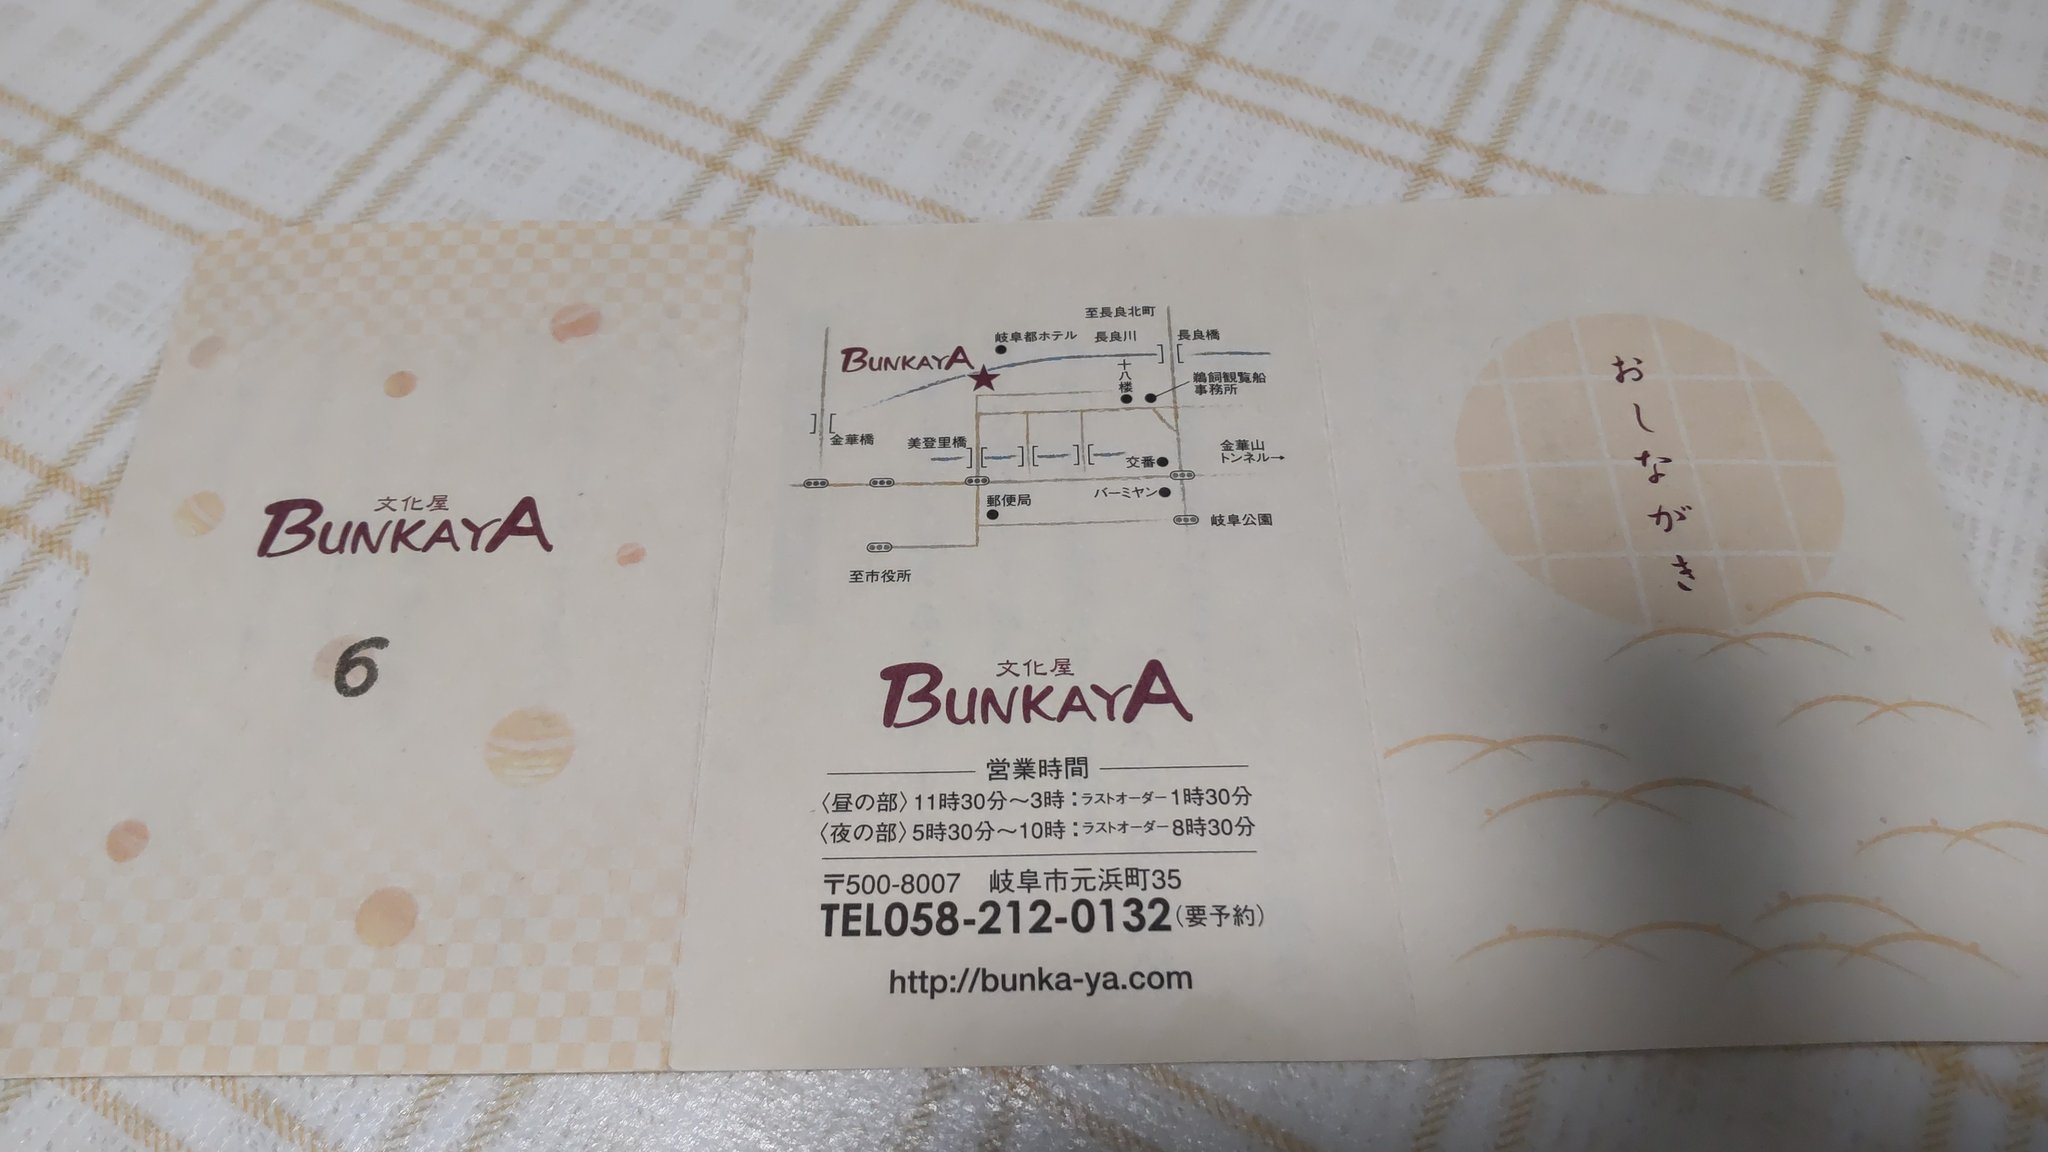 文化屋
BUNKAYA
6
至長良北町
岐阜都ホテル
長良川
長良橋
BUNKAYA
十八楼
鵜飼観覧船
事務所
金華橋
美登里橋
金華山
トンネル→
交番
郵便局
バーミヤン
岐阜公園
至市役所
文化屋
BUNKAYA
営業時間
〈昼の部〉11時30分〜3時：ラストオーダー1時30分
〈夜の部〉5時30分〜10時：ラストオーダー8時30分
〒500-8007 岐阜市元浜町35
TEL058-212-0132(要予約)
http://bunka-ya.com
おしながき